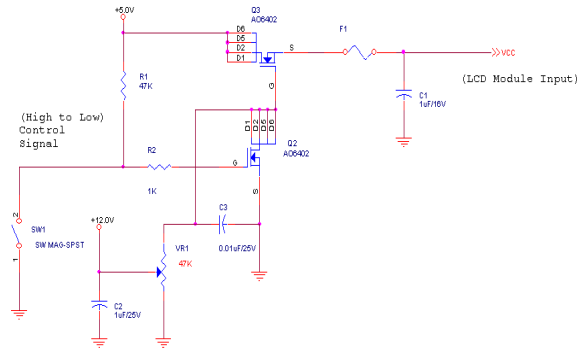 +5.0V
Q3
AO6402
D6
D5
D2
D1
S
G
F1
VCC
(LCD Module Input)
R1
47K
C1
1uF/16V
(High to Low)
Control
Signal
D1
D2
D5
D6
Q2
AO6402
R2
1K
G
S
2
SW1
SW MAG-SPST
1
+12.0V
C3
0.01uF/25V
VR1
47K
C2
1uF/25V